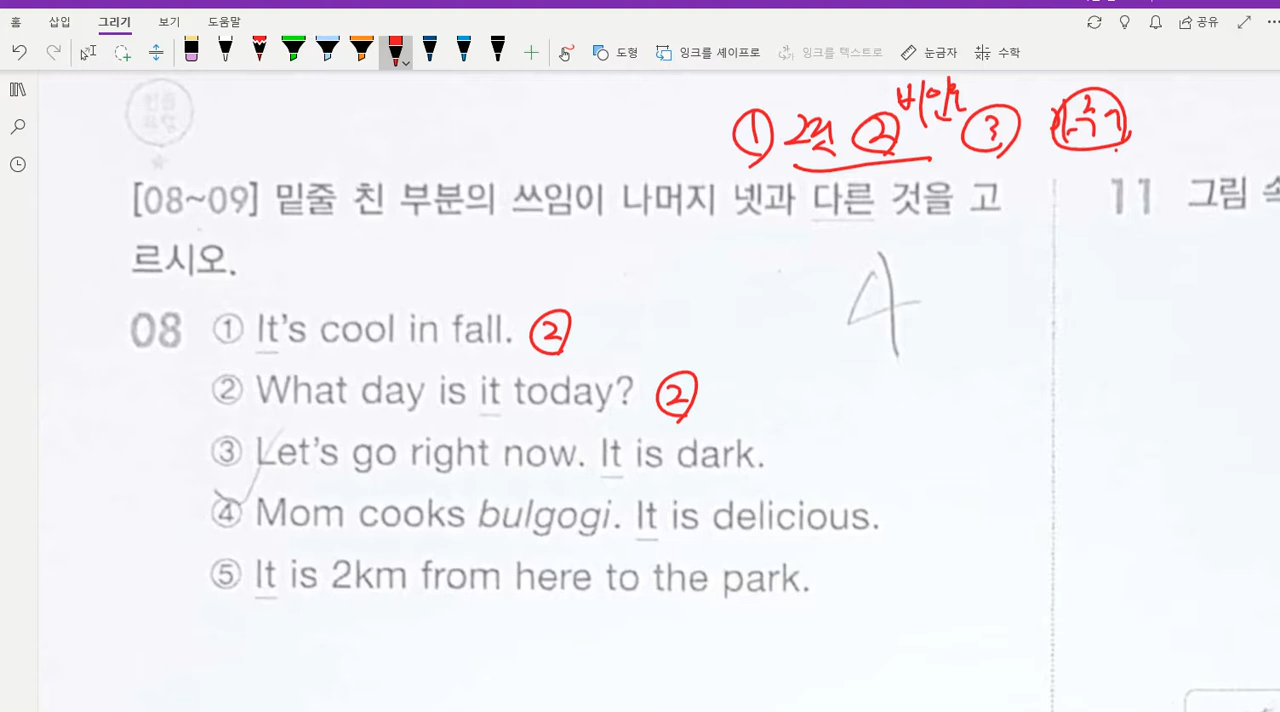 홈 삽입 그리기 보기 도움말 공유
도형 잉크를 셰이프로 잉크를 텍스트로 눈금자 수학
① ② 비인 ③
[08~09] 밑줄 친 부분의 쓰임이 나머지 넷과 다른 것을 고
르시오.
4
08 ① It's cool in fall. ②
② What day is it today? ②
③ Let's go right now. It is dark.
④ Mom cooks bulgogi. It is delicious.
⑤ It is 2km from here to the park.
11 그림 속